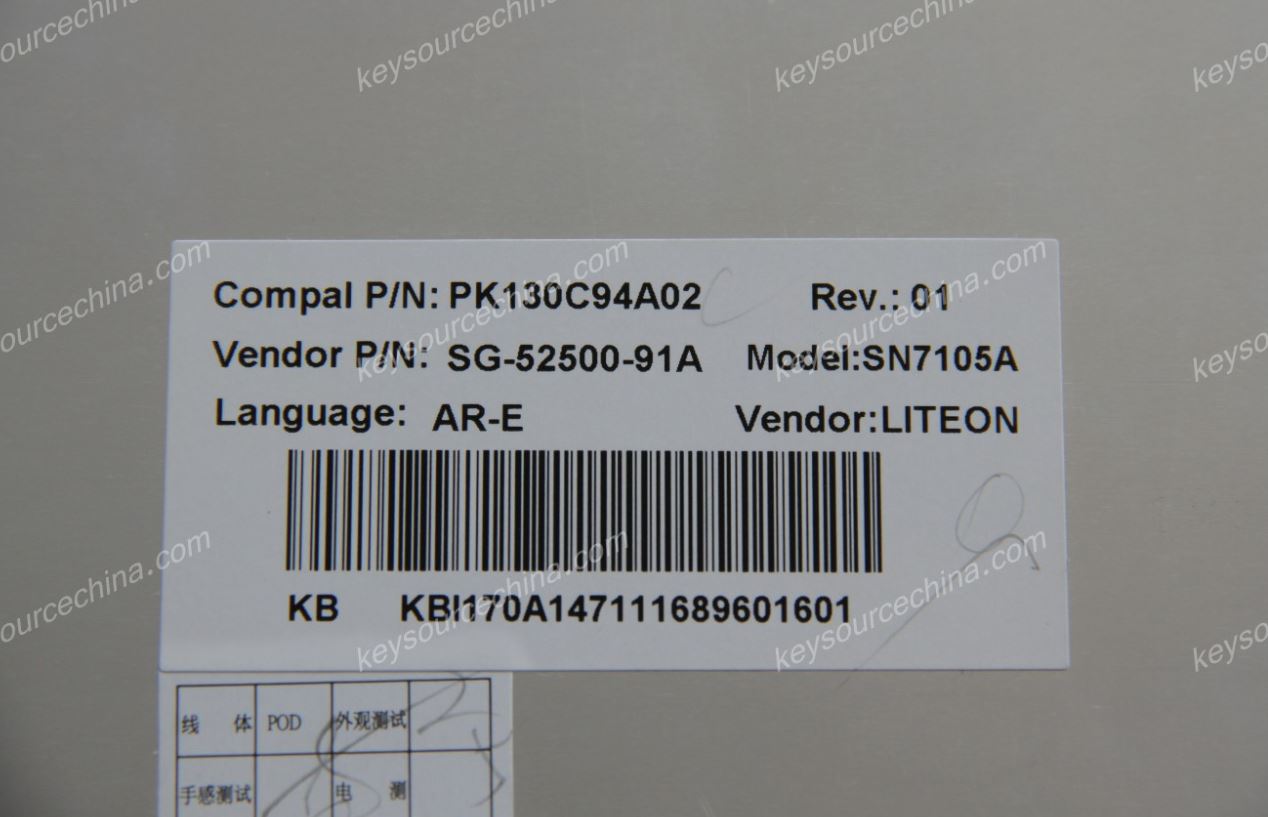 Compal P/N: PK130C94A02 Rev.: 01
Vendor P/N: SG-52500-91A Model:SN7105A
Language: AR-E Vendor:LITEON
KB KBI170A147111689601601
线 体 POD 外观测试
手感测试 电 测
keysourcechina.com